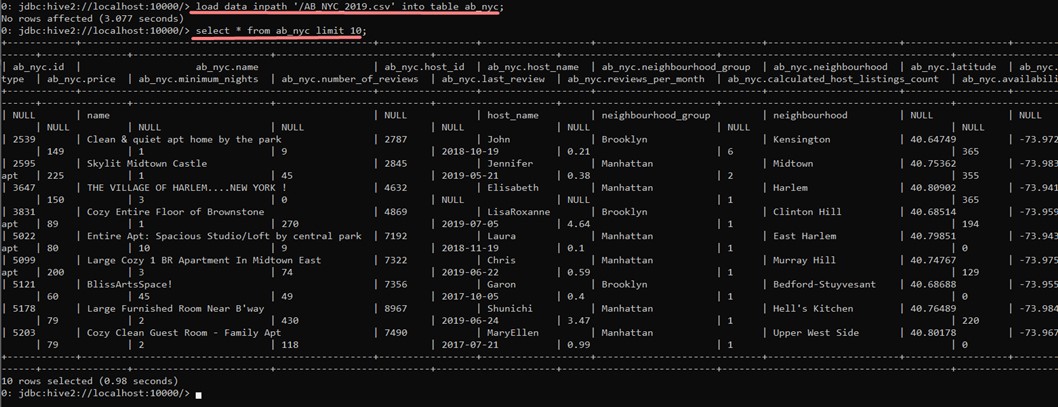 0: jdbc:hive2://localhost:10000/> load data inpath '/AB_NYC_2019.csv' into table ab_nyc;
No rows affected (3.077 seconds)
0: jdbc:hive2://localhost:10000/> select * from ab_nyc limit 10;
| ab_nyc.id | ab_nyc.name | ab_nyc.host_id | ab_nyc.host_name | ab_nyc.neighbourhood_group | ab_nyc.neighbourhood | ab_nyc.latitude | ab_nyc.
type | ab_nyc.price | ab_nyc.minimum_nights | ab_nyc.number_of_reviews | ab_nyc.last_review | ab_nyc.reviews_per_month | ab_nyc.calculated_host_listings_count | ab_nyc.availabili
| NULL | name | NULL | host_name | neighbourhood_group | neighbourhood | NULL | NULL
| NULL | NULL | NULL | NULL | NULL
| 2539 | Clean & quiet apt home by the park | 2787 | John | Brooklyn | Kensington | 40.64749 | -73.972
| 149 | 1 | 9 | 2018-10-19 | 0.21 | 6 | 365
| 2595 | Skylit Midtown Castle | 2845 | Jennifer | Manhattan | Midtown | 40.75362 | -73.983
apt | 225 | 1 | 45 | 2019-05-21 | 0.38 | 2 | 355
| 3647 | THE VILLAGE OF HARLEM....NEW YORK ! | 4632 | Elisabeth | Manhattan | Harlem | 40.80902 | -73.941
| 150 | 3 | 0 | NULL | NULL | 1 | 365
| 3831 | Cozy Entire Floor of Brownstone | 4869 | LisaRoxanne | Brooklyn | Clinton Hill | 40.68514 | -73.959
apt | 89 | 1 | 270 | 2019-07-05 | 4.64 | 1 | 194
| 5022 | Entire Apt: Spacious Studio/Loft by central park | 7192 | Laura | Manhattan | East Harlem | 40.79851 | -73.943
apt | 80 | 10 | 9 | 2018-11-19 | 0.1 | 1 | 0
| 5099 | Large Cozy 1 BR Apartment In Midtown East | 7322 | Chris | Manhattan | Murray Hill | 40.74767 | -73.975
apt | 200 | 3 | 74 | 2019-06-22 | 0.59 | 1 | 129
| 5121 | BlissArtsSpace! | 7356 | Garon | Brooklyn | Bedford-Stuyvesant | 40.68688 | -73.955
| 60 | 45 | 49 | 2017-10-05 | 0.4 | 1 | 0
| 5178 | Large Furnished Room Near B'way | 8967 | Shunichi | Manhattan | Hell's Kitchen | 40.76489 | -73.984
| 79 | 2 | 430 | 2019-06-24 | 3.47 | 1 | 220
| 5203 | Cozy Clean Guest Room - Family Apt | 7490 | MaryEllen | Manhattan | Upper West Side | 40.80178 | -73.967
| 79 | 2 | 118 | 2017-07-21 | 0.99 | 1 | 0
10 rows selected (0.98 seconds)
0: jdbc:hive2://localhost:10000/>